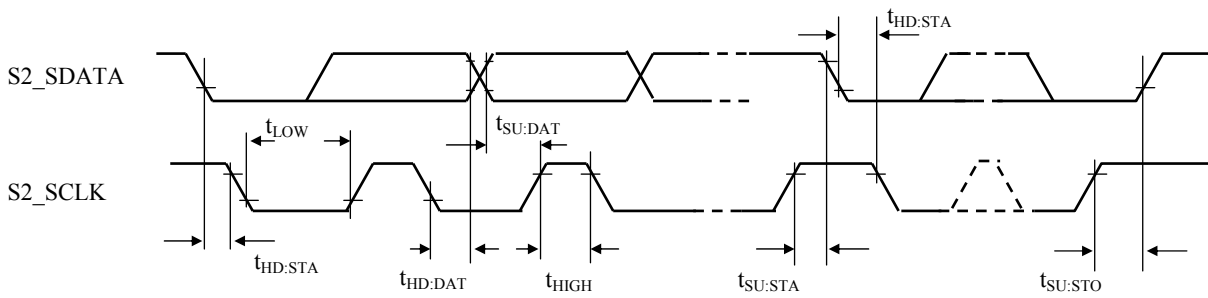 t_HD:STA
S2_SDATA
t_LOW
t_SU:DAT
S2_SCLK
t_HD:STA
t_HD:DAT
t_HIGH
t_SU:STA
t_SU:STO